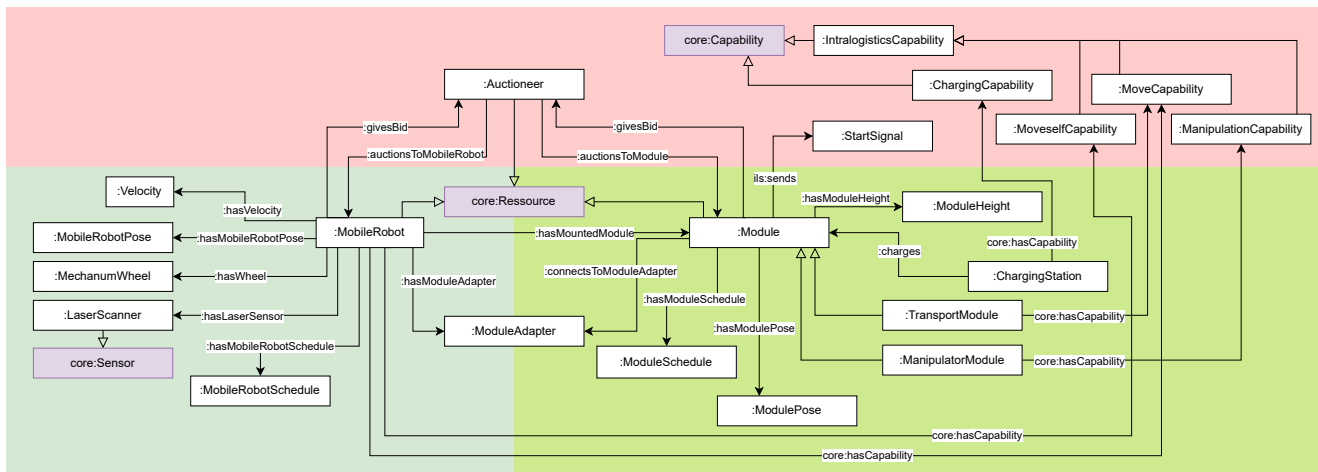 core:Capability
:IntralogisticsCapability
:Auctioneer
:ChargingCapability
:MoveCapability
:givesBid
:givesBid
:StartSignal
:MoveselfCapability
:ManipulationCapability
:auctionsToMobileRobot
:auctionsToModule
ils:sends
:Velocity
:hasVelocity
core:Ressource
:hasModuleHeight
:ModuleHeight
:MobileRobotPose
:hasMobileRobotPose
:MobileRobot
:hasMountedModule
:Module
core:hasCapability
:charges
:MechanumWheel
:hasWheel
:hasModuleAdapter
:connectsToModuleAdapter
:ChargingStation
:hasModuleSchedule
:LaserScanner
:hasLaserSensor
:ModuleAdapter
:hasModulePose
:TransportModule
core:hasCapability
:hasMobileRobotSchedule
core:Sensor
:ModuleSchedule
:ManipulatorModule
core:hasCapability
:MobileRobotSchedule
:ModulePose
core:hasCapability
core:hasCapability